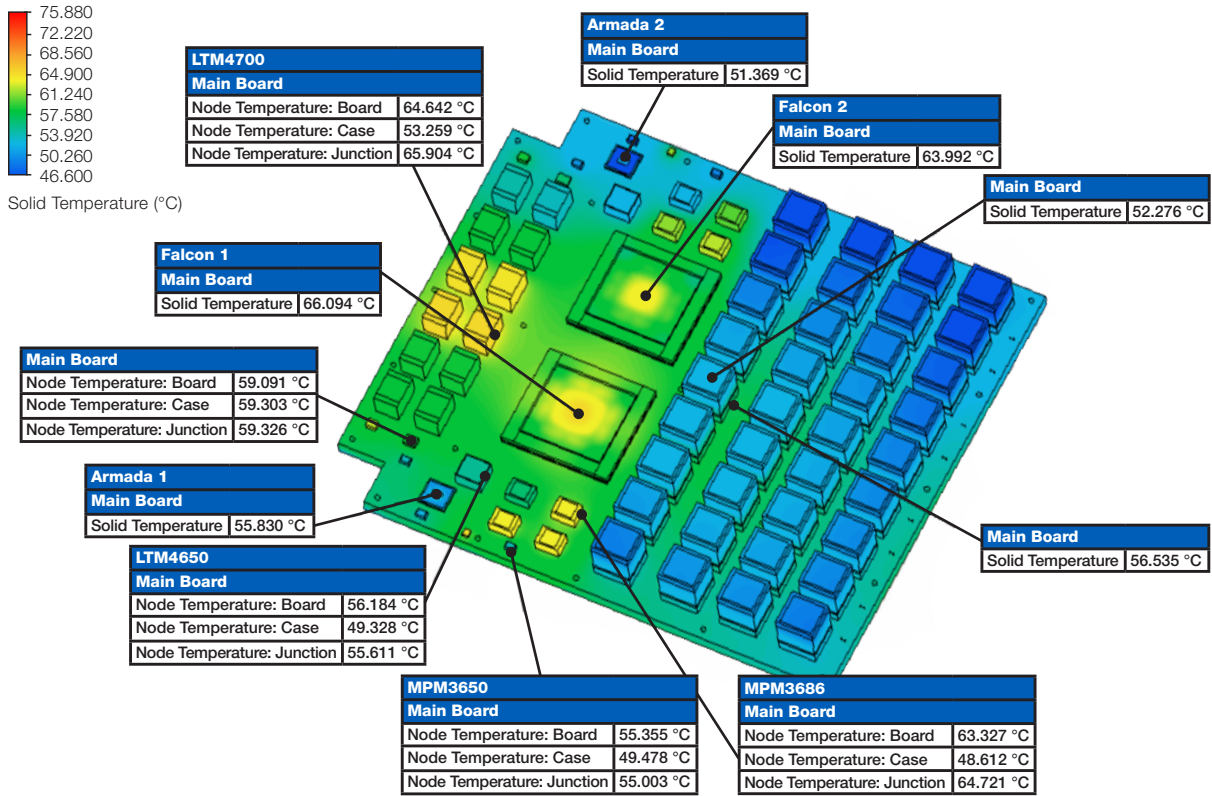 75.880
72.220
68.560
64.900
61.240
57.580
53.920
50.260
46.600
Solid Temperature (°C)
LTM4700
Main Board
Node Temperature: Board 64.642 °C
Node Temperature: Case 53.259 °C
Node Temperature: Junction 65.904 °C
Armada 2
Main Board
Solid Temperature 51.369 °C
Falcon 2
Main Board
Solid Temperature 63.992 °C
Main Board
Solid Temperature 52.276 °C
Falcon 1
Main Board
Solid Temperature 66.094 °C
Main Board
Node Temperature: Board 59.091 °C
Node Temperature: Case 59.303 °C
Node Temperature: Junction 59.326 °C
Armada 1
Main Board
Solid Temperature 55.830 °C
Main Board
Solid Temperature 56.535 °C
LTM4650
Main Board
Node Temperature: Board 56.184 °C
Node Temperature: Case 49.328 °C
Node Temperature: Junction 55.611 °C
MPM3650
Main Board
Node Temperature: Board 55.355 °C
Node Temperature: Case 49.478 °C
Node Temperature: Junction 55.003 °C
MPM3686
Main Board
Node Temperature: Board 63.327 °C
Node Temperature: Case 48.612 °C
Node Temperature: Junction 64.721 °C